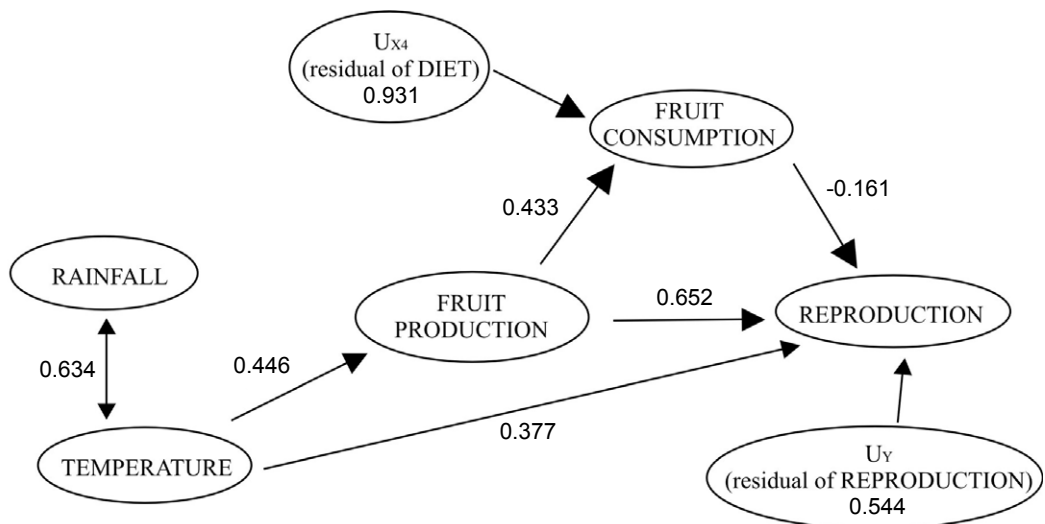 Ux4
(residual of DIET)
0.931
FRUIT
CONSUMPTION
0.433
-0.161
RAINFALL
FRUIT
PRODUCTION
0.652
REPRODUCTION
0.634
0.446
0.377
TEMPERATURE
UY
(residual of REPRODUCTION)
0.544